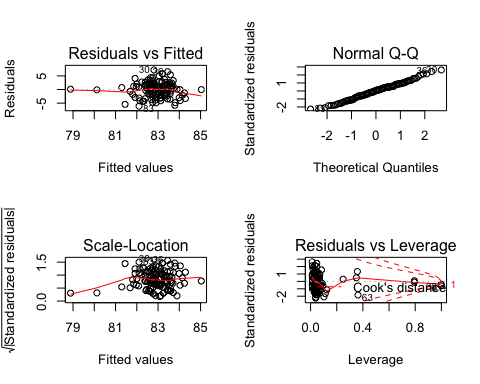 Residuals vs Fitted
Residuals
5
-5
30
63
79
81
83
85
Fitted values
Normal Q-Q
Standardized residuals
1
-2
-2
-1
0
1
2
Theoretical Quantiles
Scale-Location
√|Standardized residuals|
1.5
0.0
79
81
83
85
Fitted values
Residuals vs Leverage
Standardized residuals
1
-2
Cook's distance
63
1
0.0
0.4
0.8
Leverage